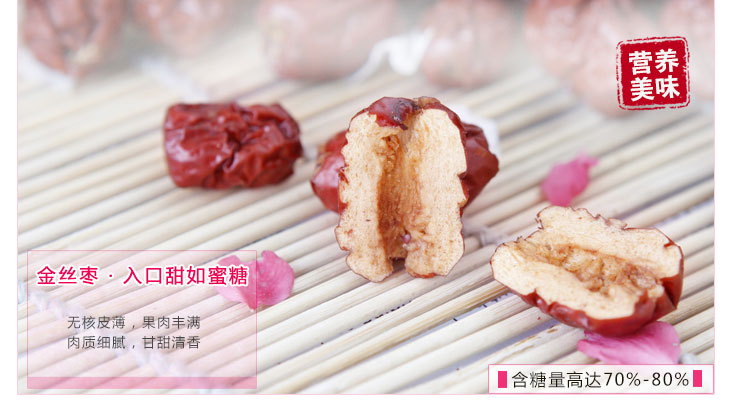 营养
美味
金丝枣·入口甜如蜜糖
无核皮薄，果肉丰满
肉质细腻，甘甜清香
含糖量高达70%-80%